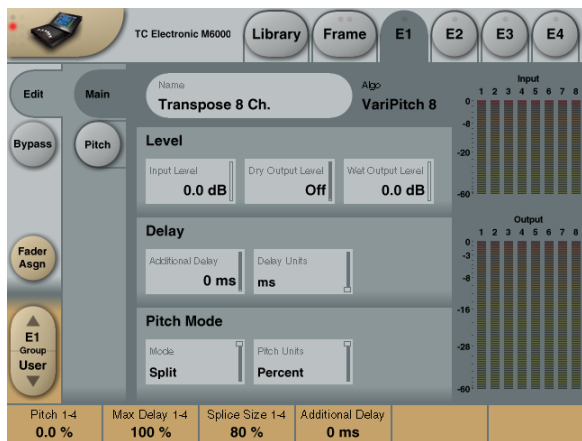 TC Electronic M6000
Library
Frame
E1
E2
E3
E4
Edit
Main
Name
Transpose 8 Ch.
Algo
VariPitch 8
Input
1 2 3 4 5 6 7 8
0
-8
-20
-60
Bypass
Pitch
Level
Input Level
0.0 dB
Dry Output Level
Off
Wet Output Level
0.0 dB
Output
1 2 3 4 5 6 7 8
0
-3
-8
-16
-28
-60
Delay
Additional Delay
0 ms
Delay Units
ms
Fader
Asgn
Pitch Mode
Mode
Split
Pitch Units
Percent
E1
Group
User
Pitch 1-4
0.0 %
Max Delay 1-4
100 %
Splice Size 1-4
80 %
Additional Delay
0 ms